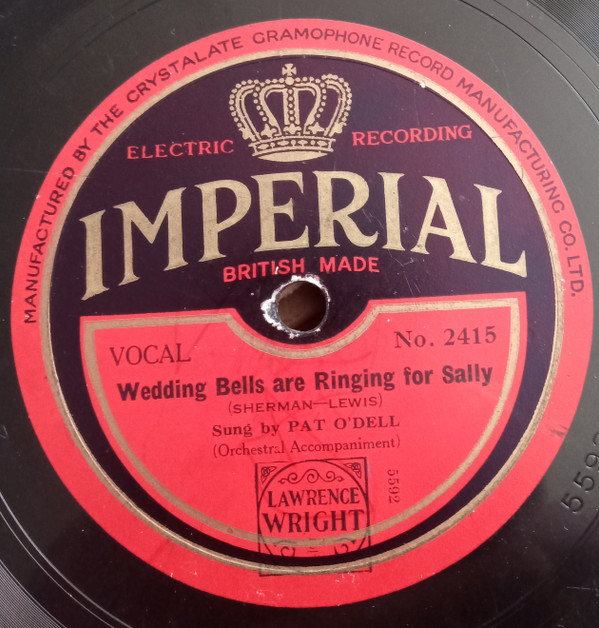 MANUFACTURED BY THE CRYSTALATE GRAMOPHONE RECORD MANUFACTURING CO. LTD.
ELECTRIC RECORDING
IMPERIAL
BRITISH MADE
VOCAL
No. 2415
Wedding Bells are Ringing for Sally
(SHERMAN—LEWIS)
Sung by PAT O'DELL
(Orchestral Accompaniment)
LAWRENCE
WRIGHT
5592